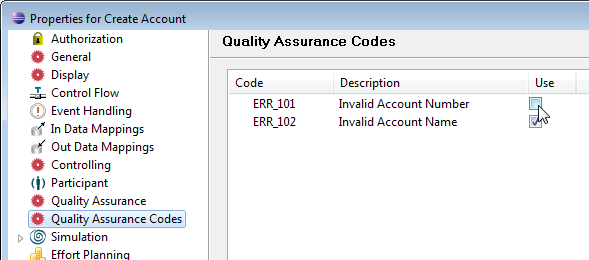 Properties for Create Account
Authorization
General
Display
Control Flow
Event Handling
In Data Mappings
Out Data Mappings
Controlling
Participant
Quality Assurance
Quality Assurance Codes
Simulation
Effort Planning
Quality Assurance Codes
Code Description Use
ERR_101 Invalid Account Number
ERR_102 Invalid Account Name